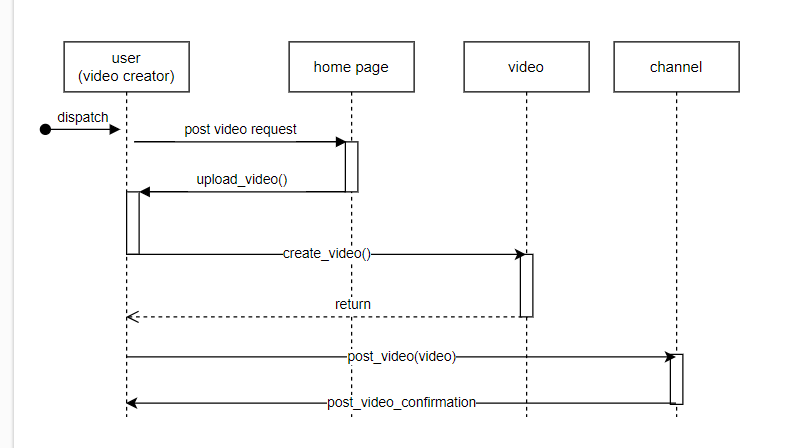 user
(video creator)
home page
video
channel
dispatch
post video request
upload_video()
create_video()
return
post_video(video)
post_video_confirmation